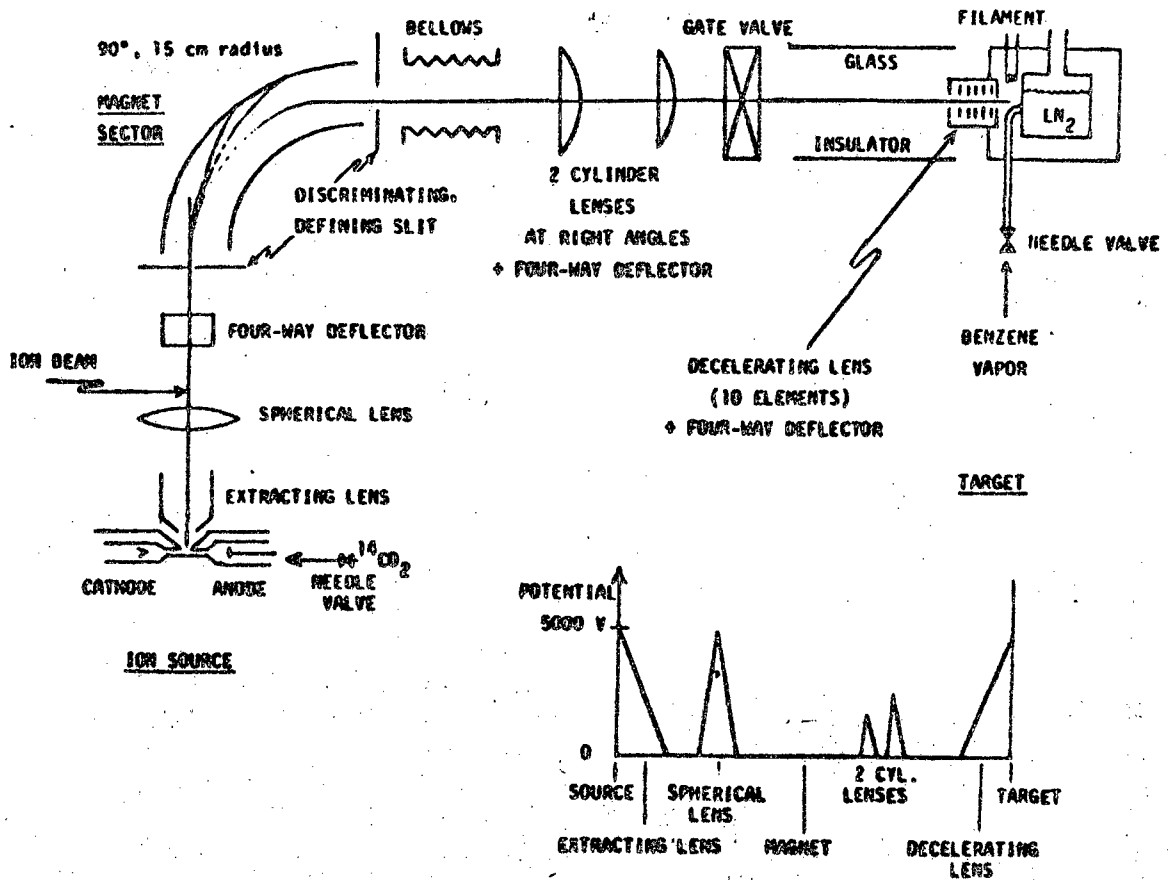 BELLOWS
GATE VALVE
FILAMENT
90°, 15 cm radius
GLASS
MAGNET
SECTOR
LN2
INSULATOR
2 CYLINDER
LENSES
AT RIGHT ANGLES
+ FOUR-WAY DEFLECTOR
DISCRIMINATING,
DEFINING SLIT
NEEDLE VALVE
FOUR-WAY DEFLECTOR
BENZENE
VAPOR
ION BEAM
DECELERATING LENS
(10 ELEMENTS)
+ FOUR-WAY DEFLECTOR
SPHERICAL LENS
TARGET
EXTRACTING LENS
14CO2
CATHODE
ANODE
NEEDLE
VALVE
ION SOURCE
POTENTIAL
5000 V
0
SOURCE
SPHERICAL
LENS
2 CYL.
LENSES
TARGET
EXTRACTING LENS
MAGNET
DECELERATING
LENS